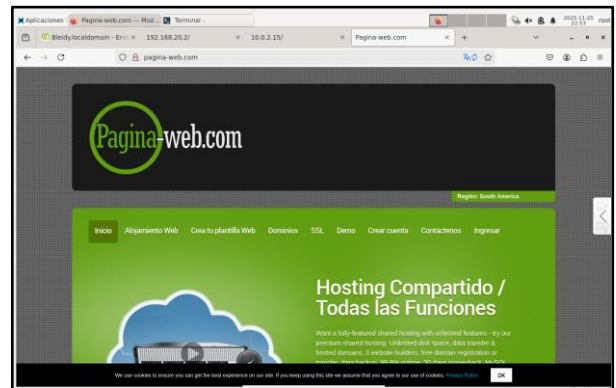 Aplicaciones
Pagina-web.com — Moz...
Terminal -
2025-11-25
22:53
root
Bleidy.localdomain - Enc
192.168.20.2/
10.0.2.15/
Pagina-web.com
pagina-web.com
Pagina-web.com
Región: South America
Inicio
Alojamiento Web
Crea tu plantilla Web
Dominios
SSL
Demo
Crear cuenta
Contáctenos
Ingresar
Hosting Compartido /
Todas las Funciones
Want a fully-featured shared hosting with unlimited features - try our
premium shared hosting. Unlimited disk space, data transfer &
hosted domains, 3 website builders, free domain registration or
We use cookies to ensure you can get the best experience on our site. If you keep using this site we assume that you agree to our use of cookies. Privacy Policy
OK